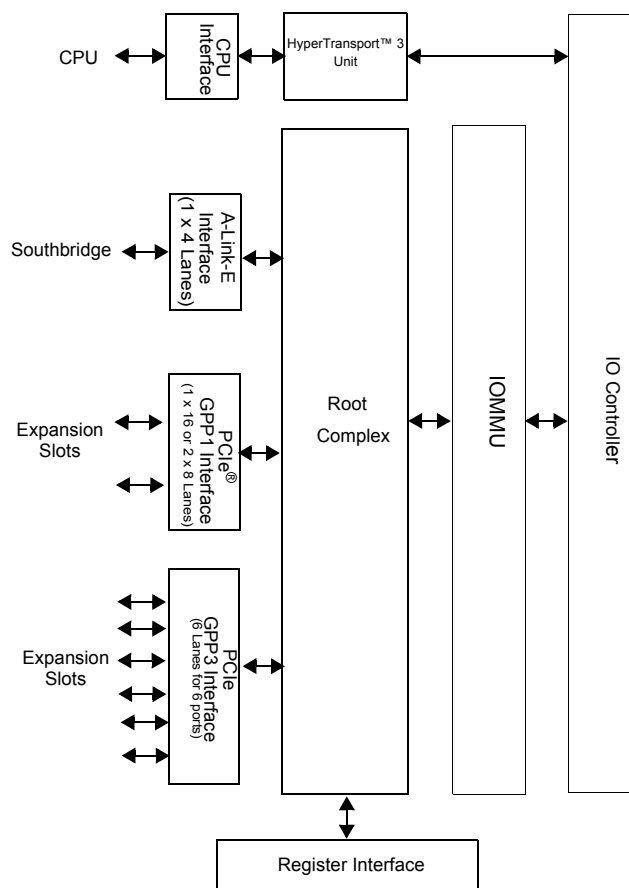 CPU
CPU
Interface
HyperTransport™ 3
Unit
Southbridge
A-Link-E
Interface
(1 x 4 Lanes)
Expansion
Slots
PCIe®
GPP1 Interface
(1 x 16 or 2 x 8 Lanes)
Expansion
Slots
PCIe
GPP3 Interface
(6 Lanes for 6 ports)
Root
Complex
IOMMU
IO Controller
Register Interface